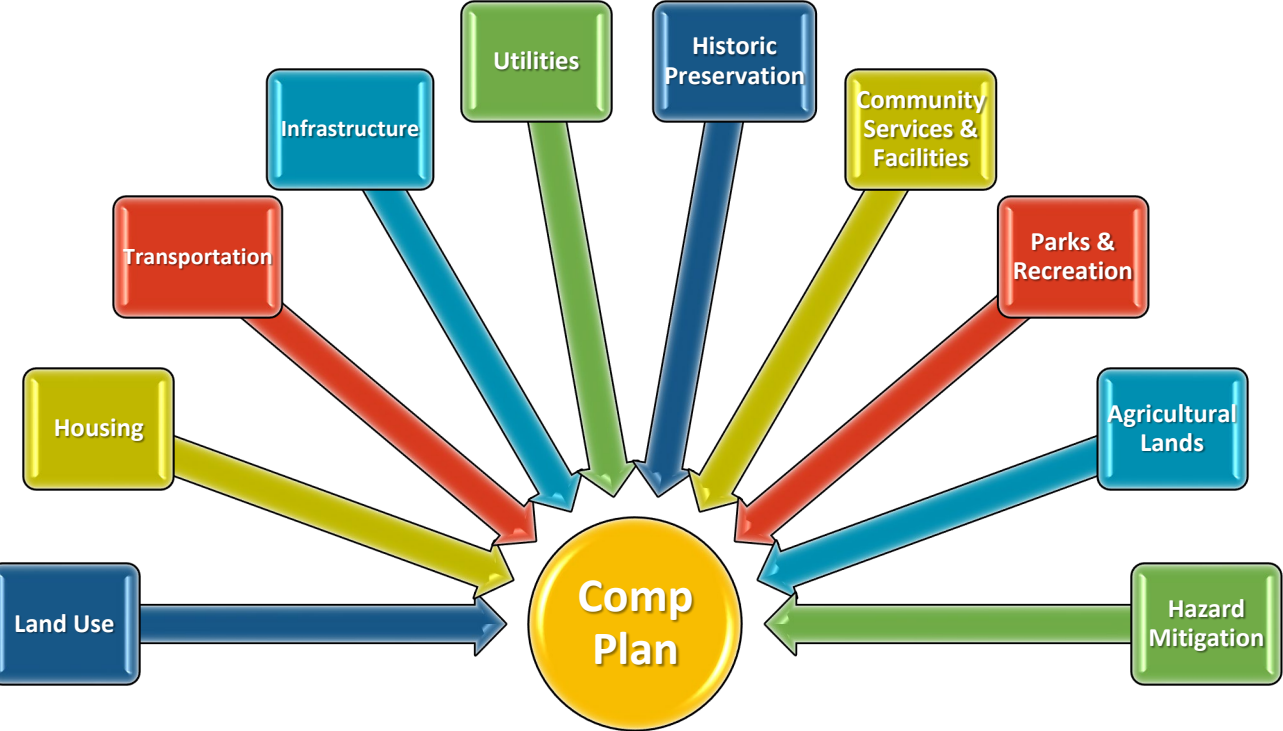 Utilities
Historic
Preservation
Infrastructure
Community
Services &
Facilities
Transportation
Parks &
Recreation
Housing
Agricultural
Lands
Land Use
Comp
Plan
Hazard
Mitigation